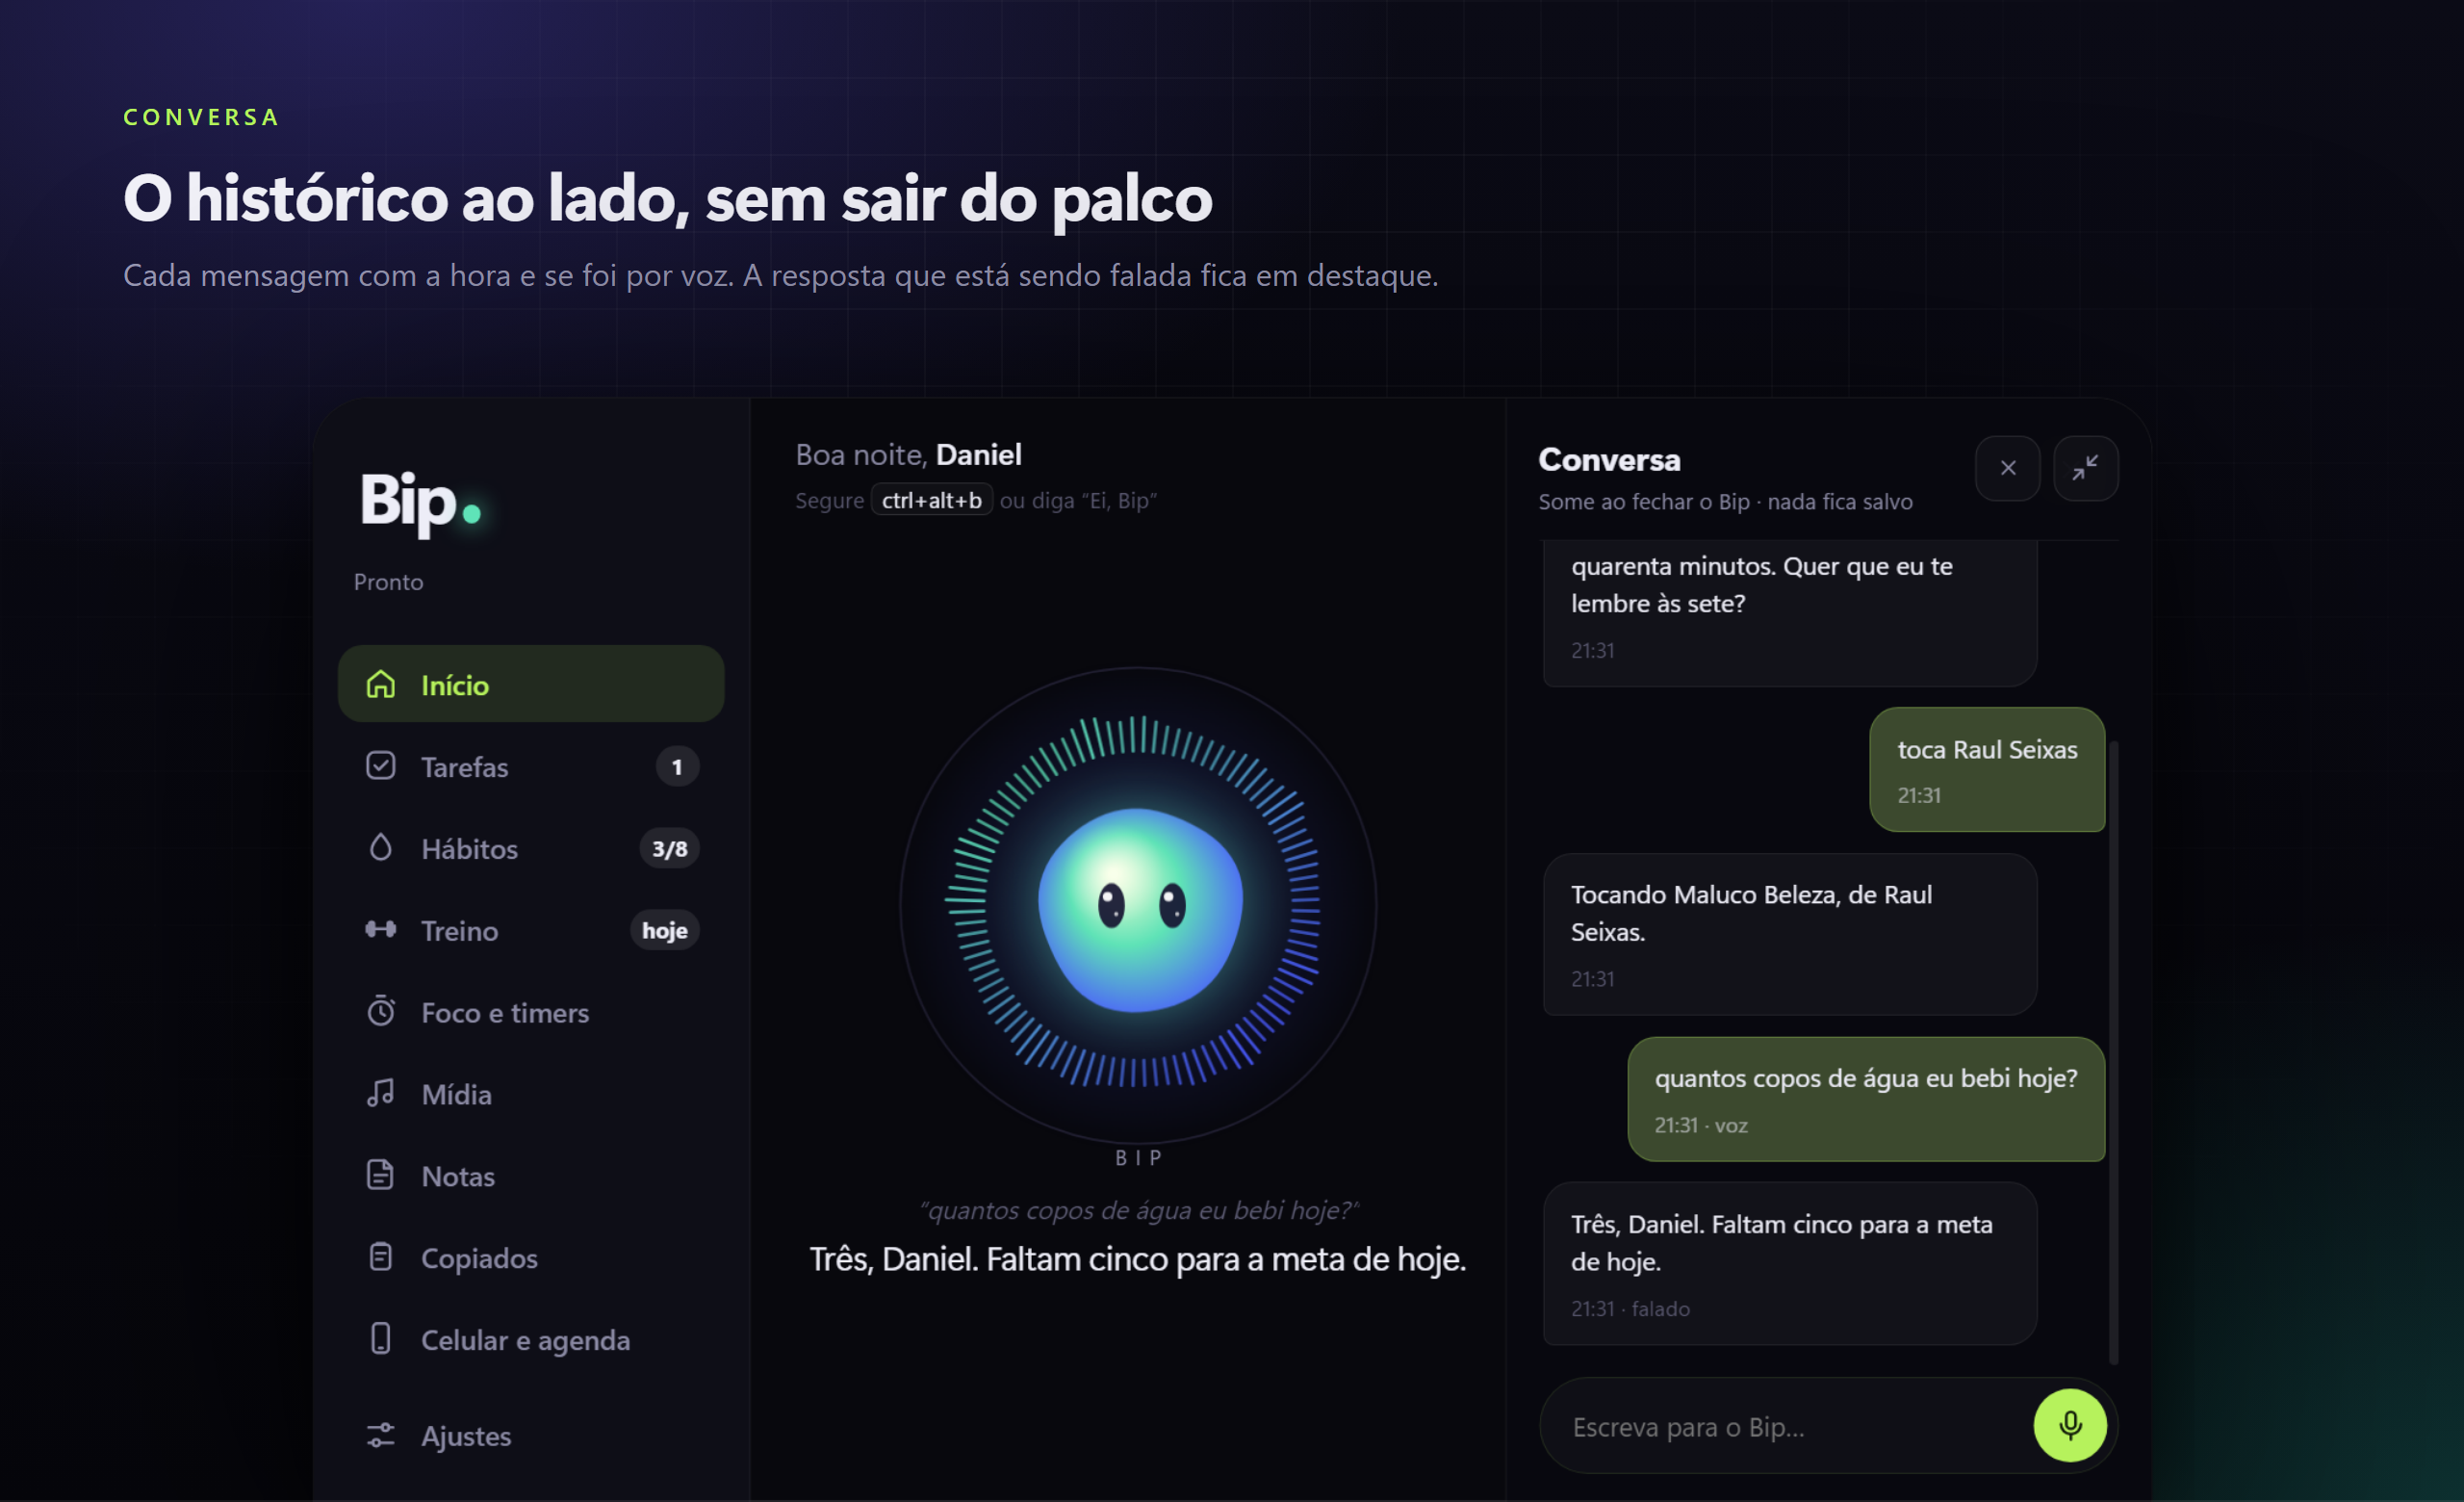 CONVERSA
O histórico ao lado, sem sair do palco
Cada mensagem com a hora e se foi por voz. A resposta que está sendo falada fica em destaque.
Bip.
Pronto
Início
Tarefas 1
Hábitos 3/8
Treino hoje
Foco e timers
Mídia
Notas
Copiados
Celular e agenda
Ajustes
Boa noite, Daniel
Segure ctrl+alt+b ou diga “Ei, Bip”
BIP
“quantos copos de água eu bebi hoje?”
Três, Daniel. Faltam cinco para a meta de hoje.
Conversa
Some ao fechar o Bip · nada fica salvo
quarenta minutos. Quer que eu te
lembre às sete?
21:31
toca Raul Seixas
21:31
Tocando Maluco Beleza, de Raul
Seixas.
21:31
quantos copos de água eu bebi hoje?
21:31 · voz
Três, Daniel. Faltam cinco para a meta
de hoje.
21:31 · falado
Escreva para o Bip...